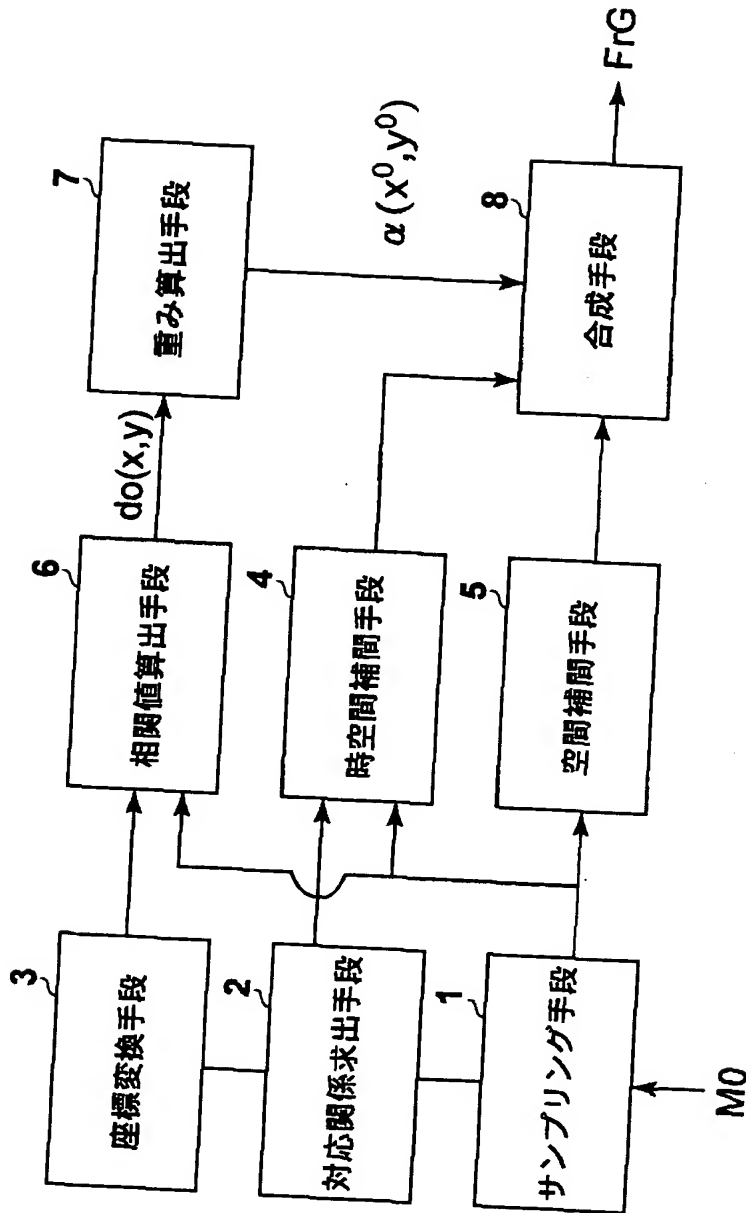 3
座標変換手段
2
対応関係求出手段
1
サンプリング手段
M0
6
相関値算出手段
do(x,y)
4
時空間補間手段
5
空間補間手段
7
重み算出手段
α(x⁰,y⁰)
8
合成手段
FrG